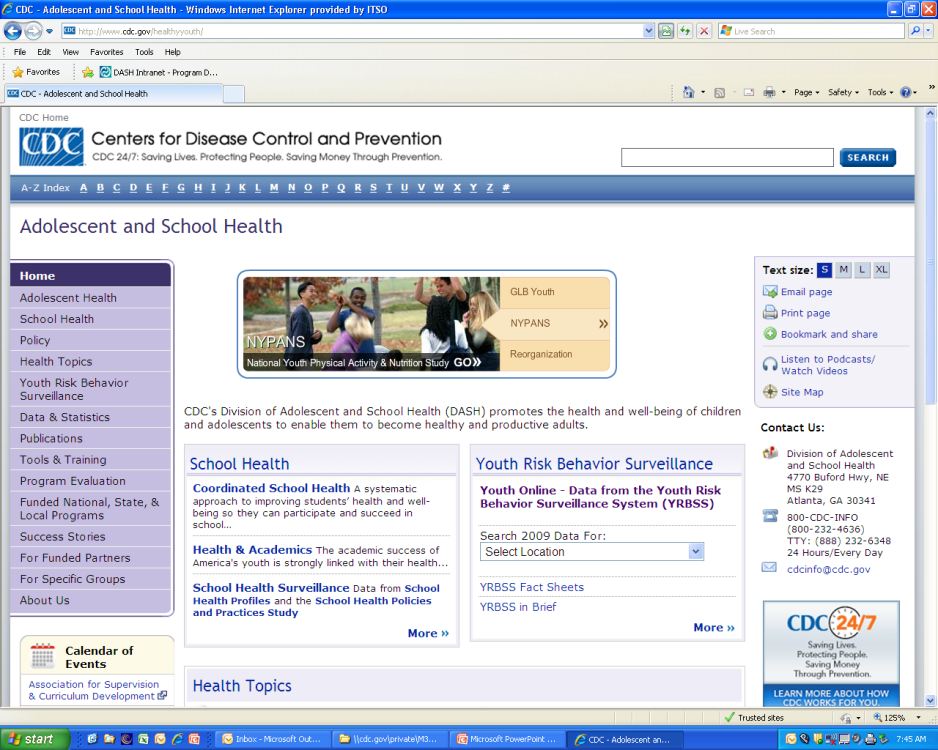 CDC - Adolescent and School Health - Windows Internet Explorer provided by ITSO
http://www.cdc.gov/healthyyouth/
Live Search
File Edit View Favorites Tools Help
Favorites
DASH Intranet - Program D...
CDC - Adolescent and School Health
Page Safety Tools
CDC Home
CDC
Centers for Disease Control and Prevention
CDC 24/7: Saving Lives. Protecting People. Saving Money Through Prevention.
SEARCH
A-Z Index A B C D E F G H I J K L M N O P Q R S T U V W X Y Z #
Adolescent and School Health
Home
Adolescent Health
School Health
Policy
Health Topics
Youth Risk Behavior
Surveillance
Data & Statistics
Publications
Tools & Training
Program Evaluation
Funded National, State, &
Local Programs
Success Stories
For Funded Partners
For Specific Groups
About Us
Calendar of
Events
Association for Supervision
& Curriculum Development
NYPANS
National Youth Physical Activity & Nutrition Study GO»
GLB Youth
NYPANS »
Reorganization
CDC's Division of Adolescent and School Health (DASH) promotes the health and well-being of children
and adolescents to enable them to become healthy and productive adults.
School Health
Coordinated School Health A systematic
approach to improving students' health and well-
being so they can participate and succeed in
school...
Health & Academics The academic success of
America's youth is strongly linked with their health...
School Health Surveillance Data from School
Health Profiles and the School Health Policies
and Practices Study
More »
Youth Risk Behavior Surveillance
Youth Online - Data from the Youth Risk
Behavior Surveillance System (YRBSS)
Search 2009 Data For:
Select Location
YRBSS Fact Sheets
YRBSS in Brief
More »
Health Topics
Text size: S M L XL
Email page
Print page
Bookmark and share
Listen to Podcasts/
Watch Videos
Site Map
Contact Us:
Division of Adolescent
and School Health
4770 Buford Hwy, NE
MS K29
Atlanta, GA 30341
800-CDC-INFO
(800-232-4636)
TTY: (888) 232-6348
24 Hours/Every Day
cdcinfo@cdc.gov
CDC 24/7
Saving Lives.
Protecting People.
Saving Money
Through Prevention.
LEARN MORE ABOUT HOW
CDC WORKS FOR YOU.
Trusted sites
125%
start
Inbox - Microsoft Out...
\\cdc.gov\private\M3...
Microsoft PowerPoint ...
CDC - Adolescent an...
7:45 AM